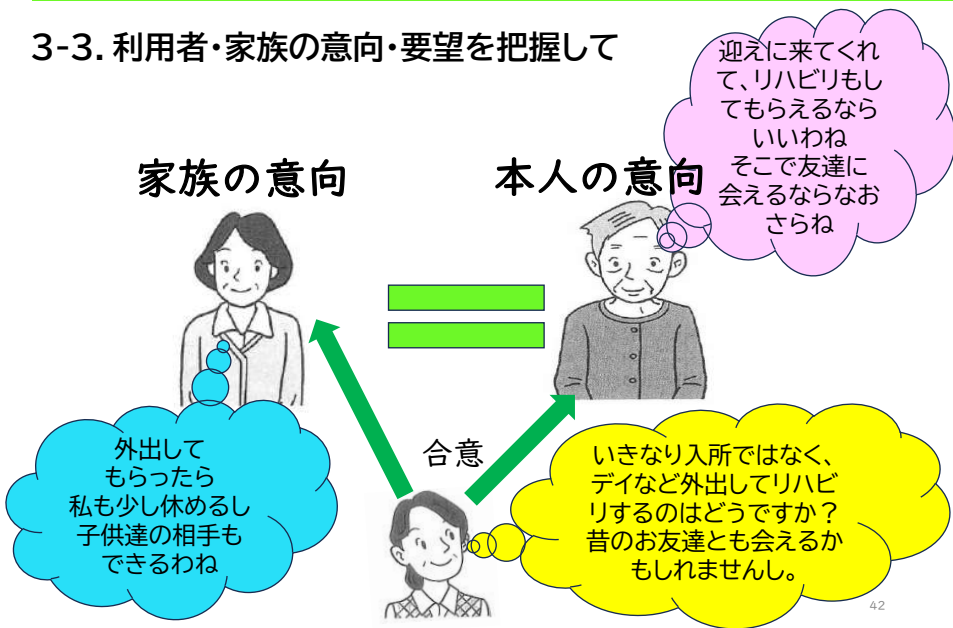 3-3. 利用者・家族の意向・要望を把握して
迎えに来てくれ
て、リハビリもし
てもらえるなら
いいわね
そこで友達に
会えるならなお
さらね
家族の意向
本人の意向
外出して
もらったら
私も少し休めるし
子供達の相手も
できるわね
合意
いきなり入所ではなく、
デイなど外出してリハビ
リするのはどうですか？
昔のお友達とも会えるか
もしれませんし。
42